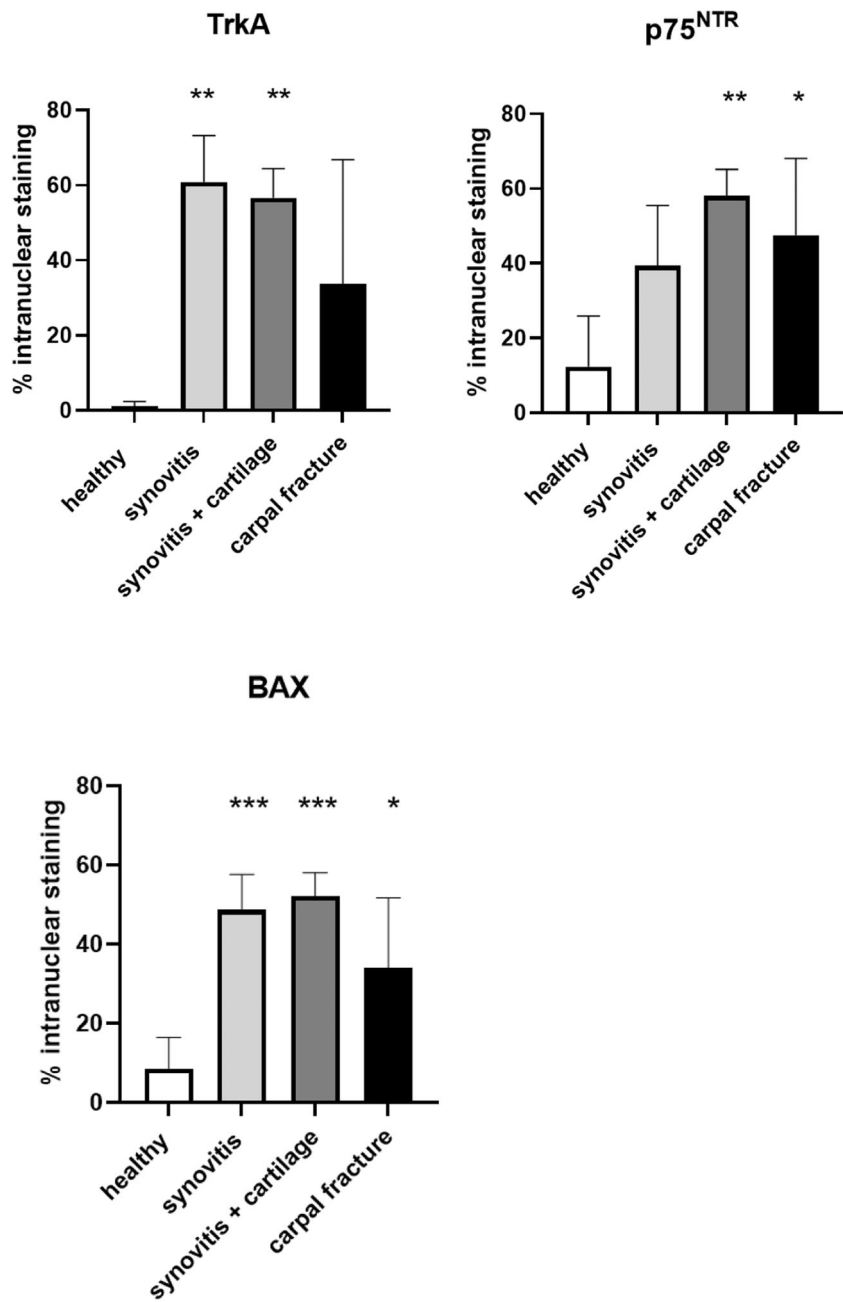 TrkA
** **
% intranuclear staining
80
60
40
20
0
healthy
synovitis
synovitis + cartilage
carpal fracture
p75NTR
** *
% intranuclear staining
80
60
40
20
0
healthy
synovitis
synovitis + cartilage
carpal fracture
BAX
*** *** *
% intranuclear staining
80
60
40
20
0
healthy
synovitis
synovitis + cartilage
carpal fracture